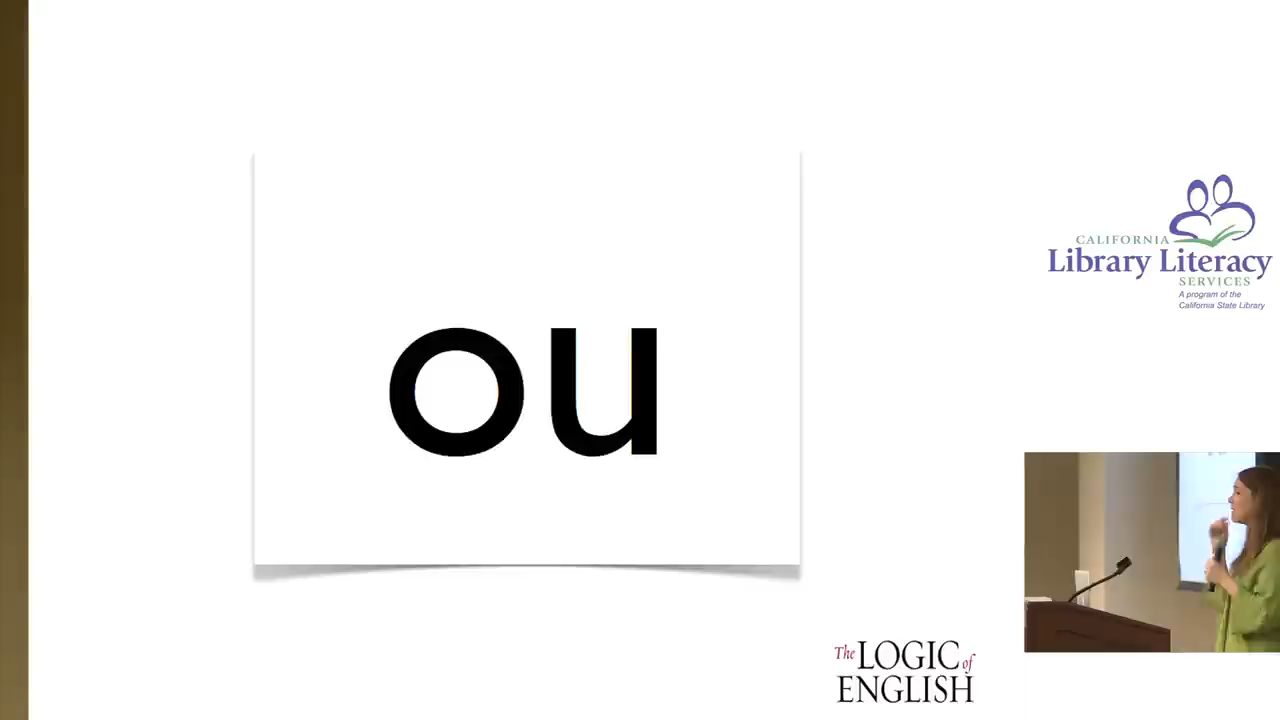 ou
CALIFORNIA
Library Literacy
SERVICES
A program of the
California State Library
The LOGIC of
ENGLISH